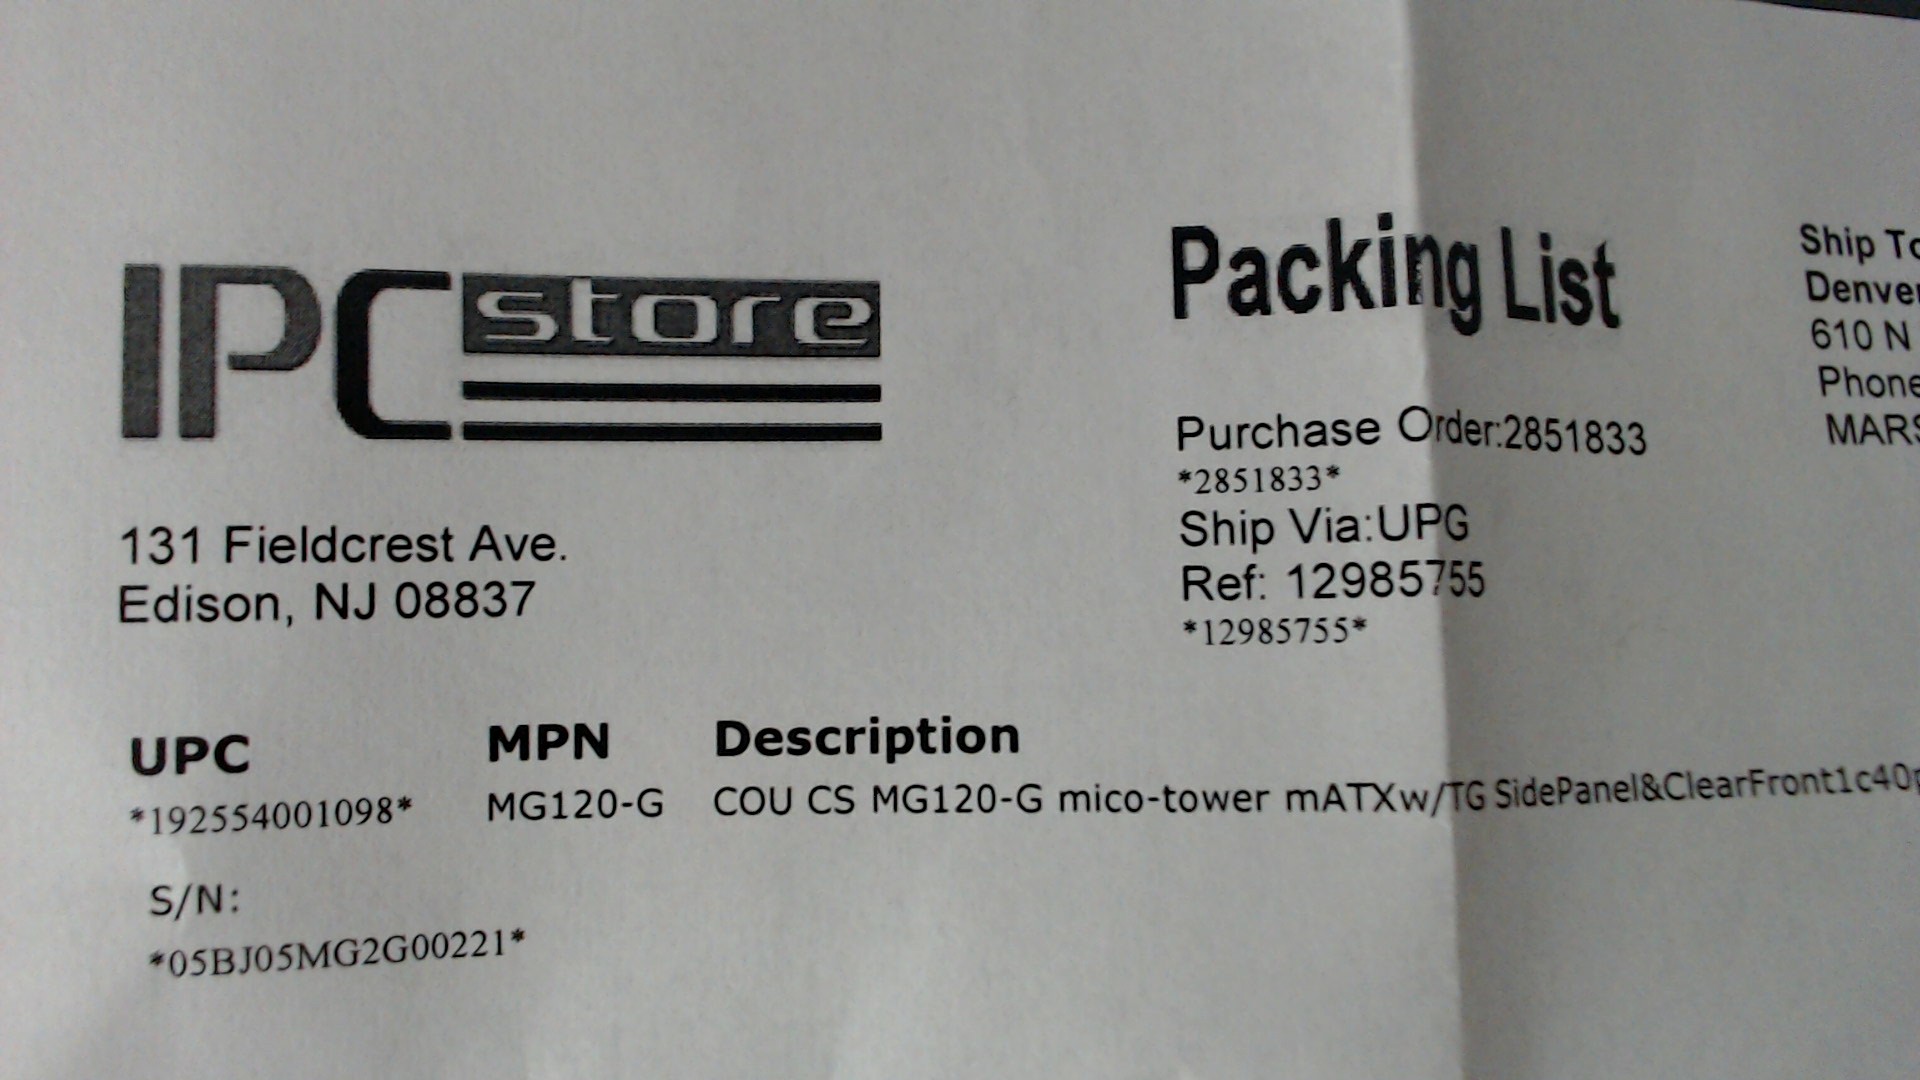 IPC store
131 Fieldcrest Ave.
Edison, NJ 08837
Packing List
Purchase Order:2851833
*2851833*
Ship Via:UPG
Ref: 12985755
*12985755*
Ship To
Denver
610 N
Phone
MARS
UPC MPN Description
*192554001098* MG120-G COU CS MG120-G mico-tower mATXw/TG SidePanel&ClearFront1c40p
S/N:
*05BJ05MG2G00221*